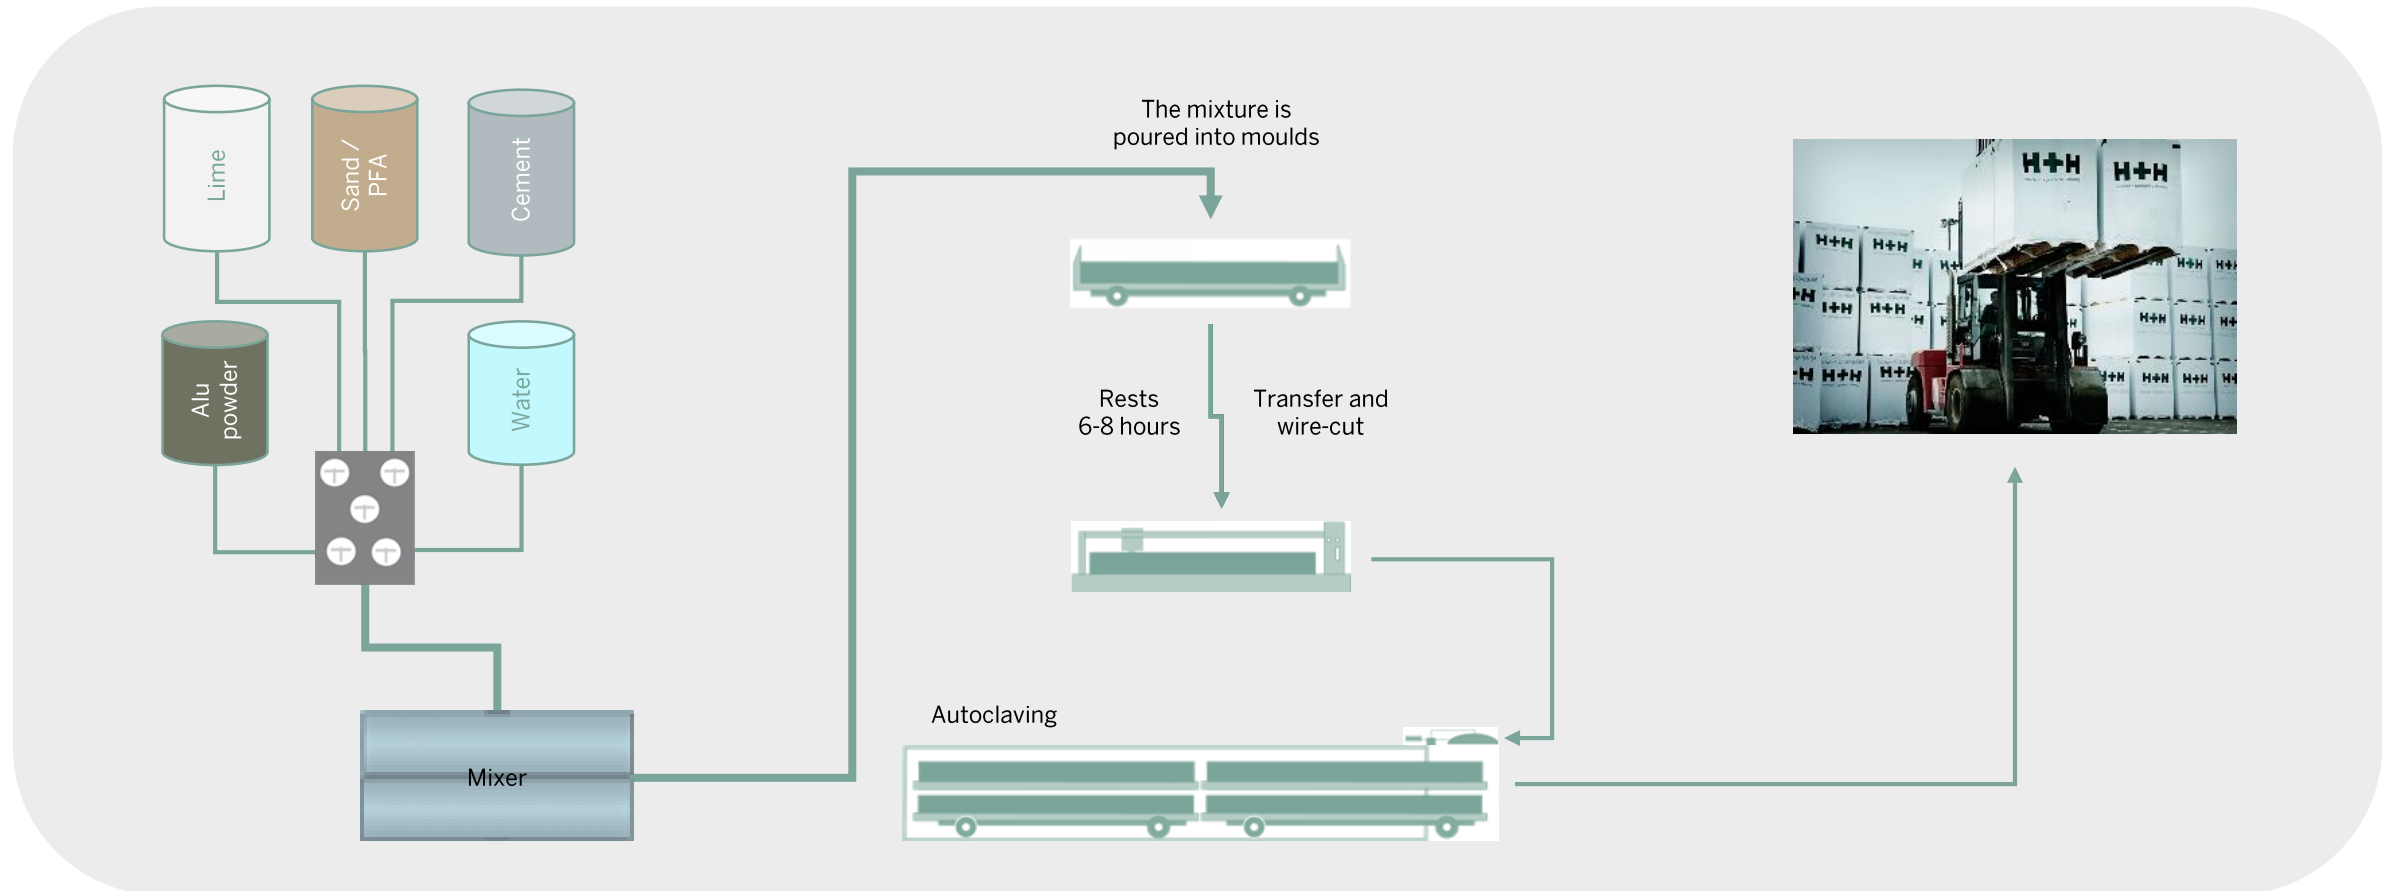 Lime
Sand /
PFA
Cement
Alu
powder
Water
Mixer
The mixture is
poured into moulds
Rests
6-8 hours
Transfer and
wire-cut
Autoclaving
H+H
H+H
H+H
H+H
H+H
H+H
H+H
H+H
H+H
H+H
H+H
H+H
H+H